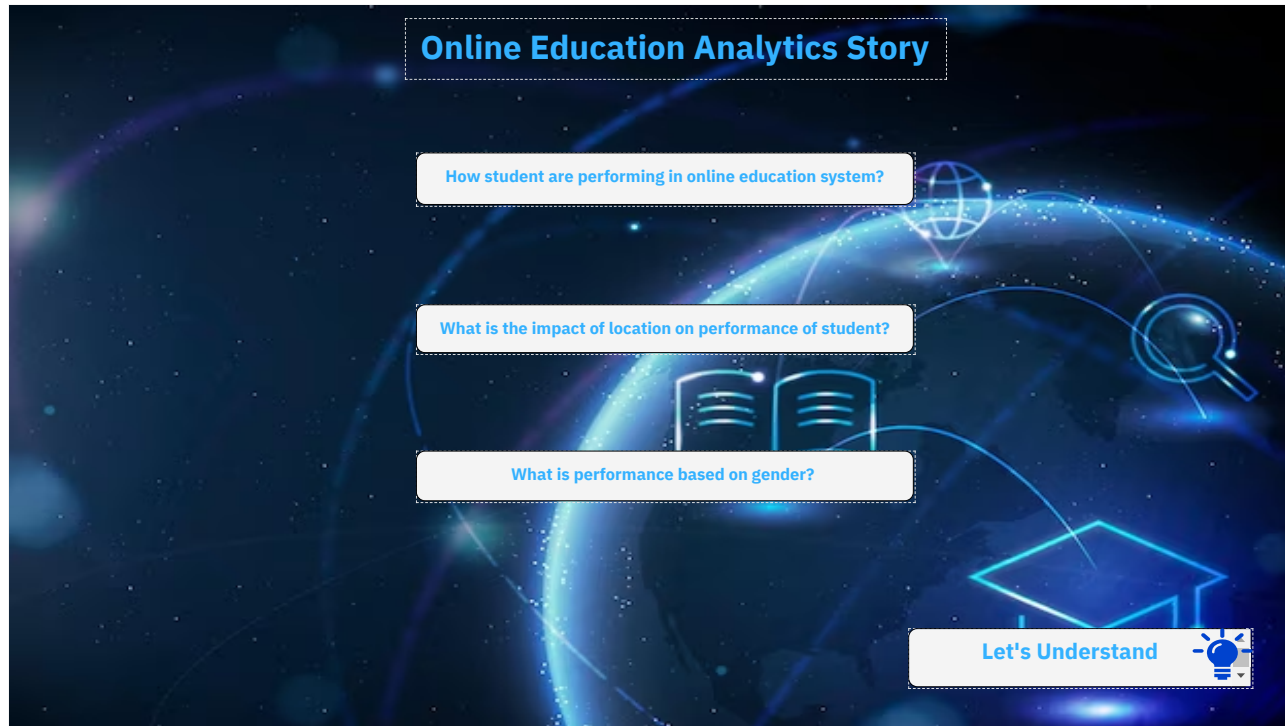 Online Education Analytics Story
How student are performing in online education system?
What is the impact of location on performance of student?
What is performance based on gender?
Let's Understand